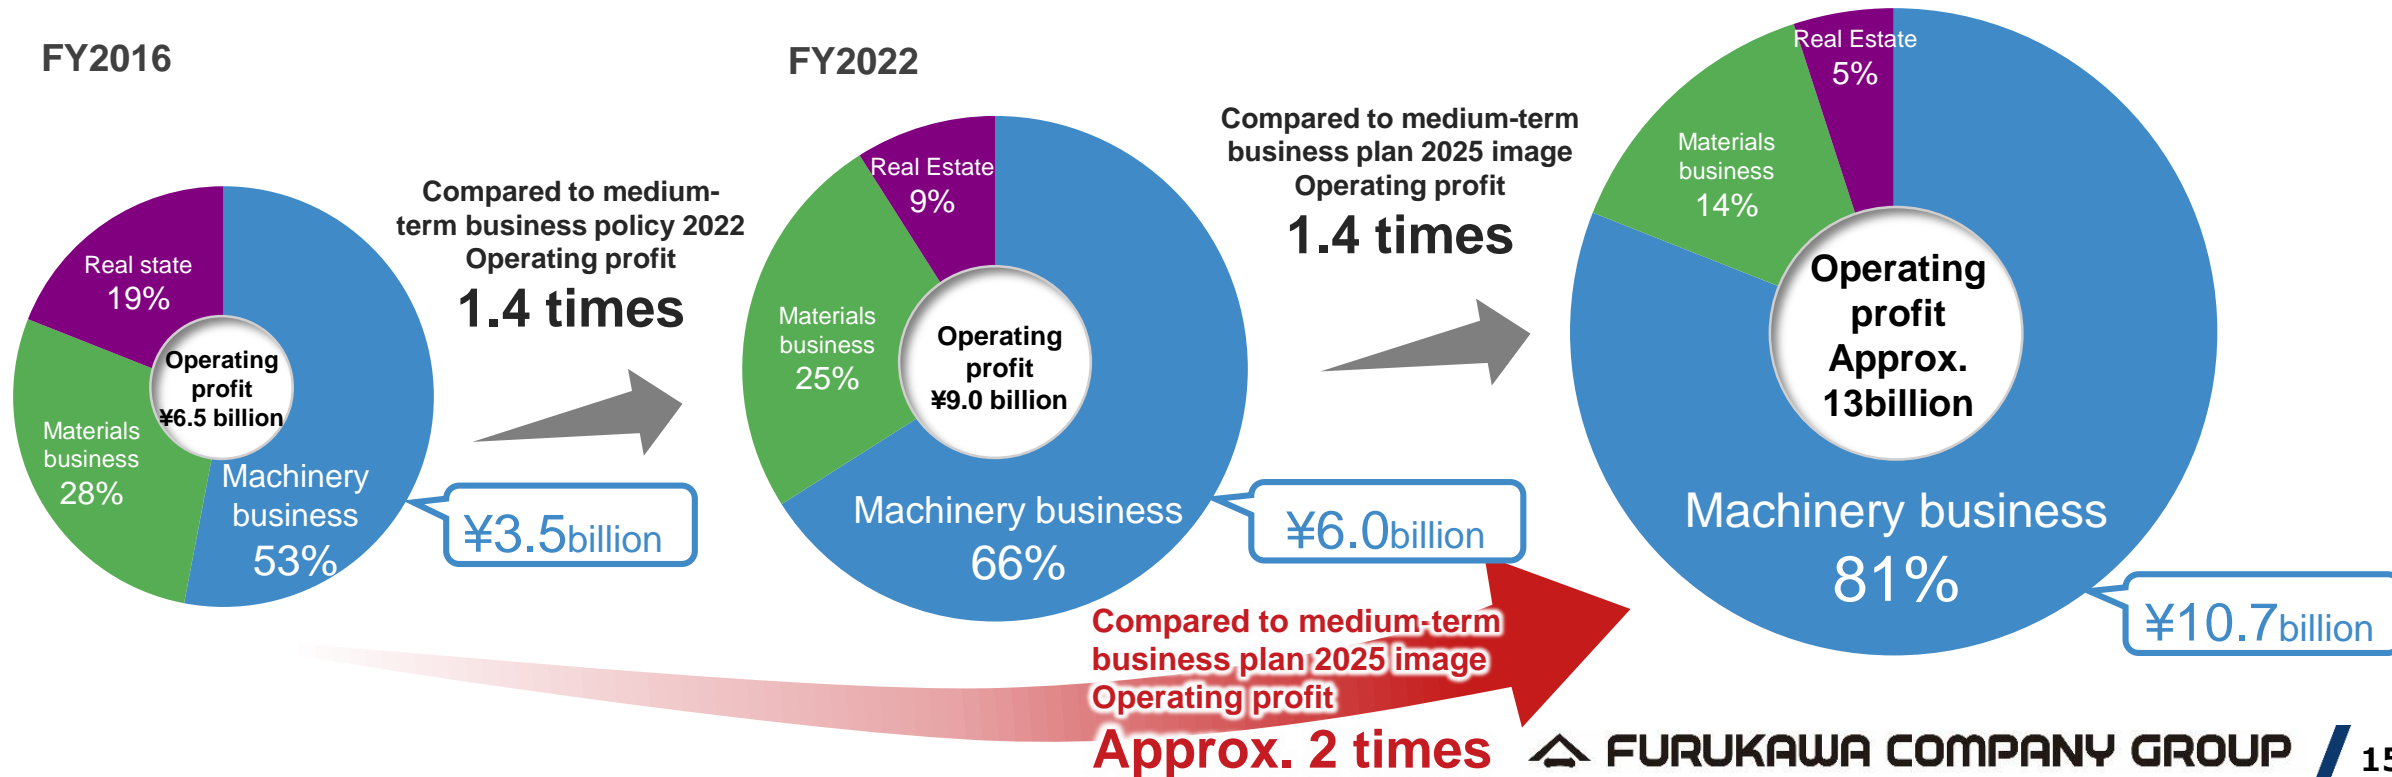 FY2016
Real state
19%
Operating
profit
¥6.5 billion
Materials
business
28%
Machinery
business
53%
¥3.5billion
Compared to medium-
term business policy 2022
Operating profit
1.4 times
FY2022
Real Estate
9%
Materials
business
25%
Operating
profit
¥9.0 billion
Machinery business
66%
¥6.0billion
Compared to medium-term
business plan 2025 image
Operating profit
1.4 times
Real Estate
5%
Materials
business
14%
Operating
profit
Approx.
13billion
Machinery business
81%
¥10.7billion
Compared to medium-term
business plan 2025 image
Operating profit
Approx. 2 times
FURUKAWA COMPANY GROUP
15